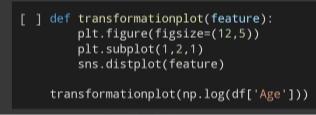 [ ] def transformationplot(feature):
        plt.figure(figsize=(12,5))
        plt.subplot(1,2,1)
        sns.distplot(feature)
    transformationplot(np.log(df['Age']))